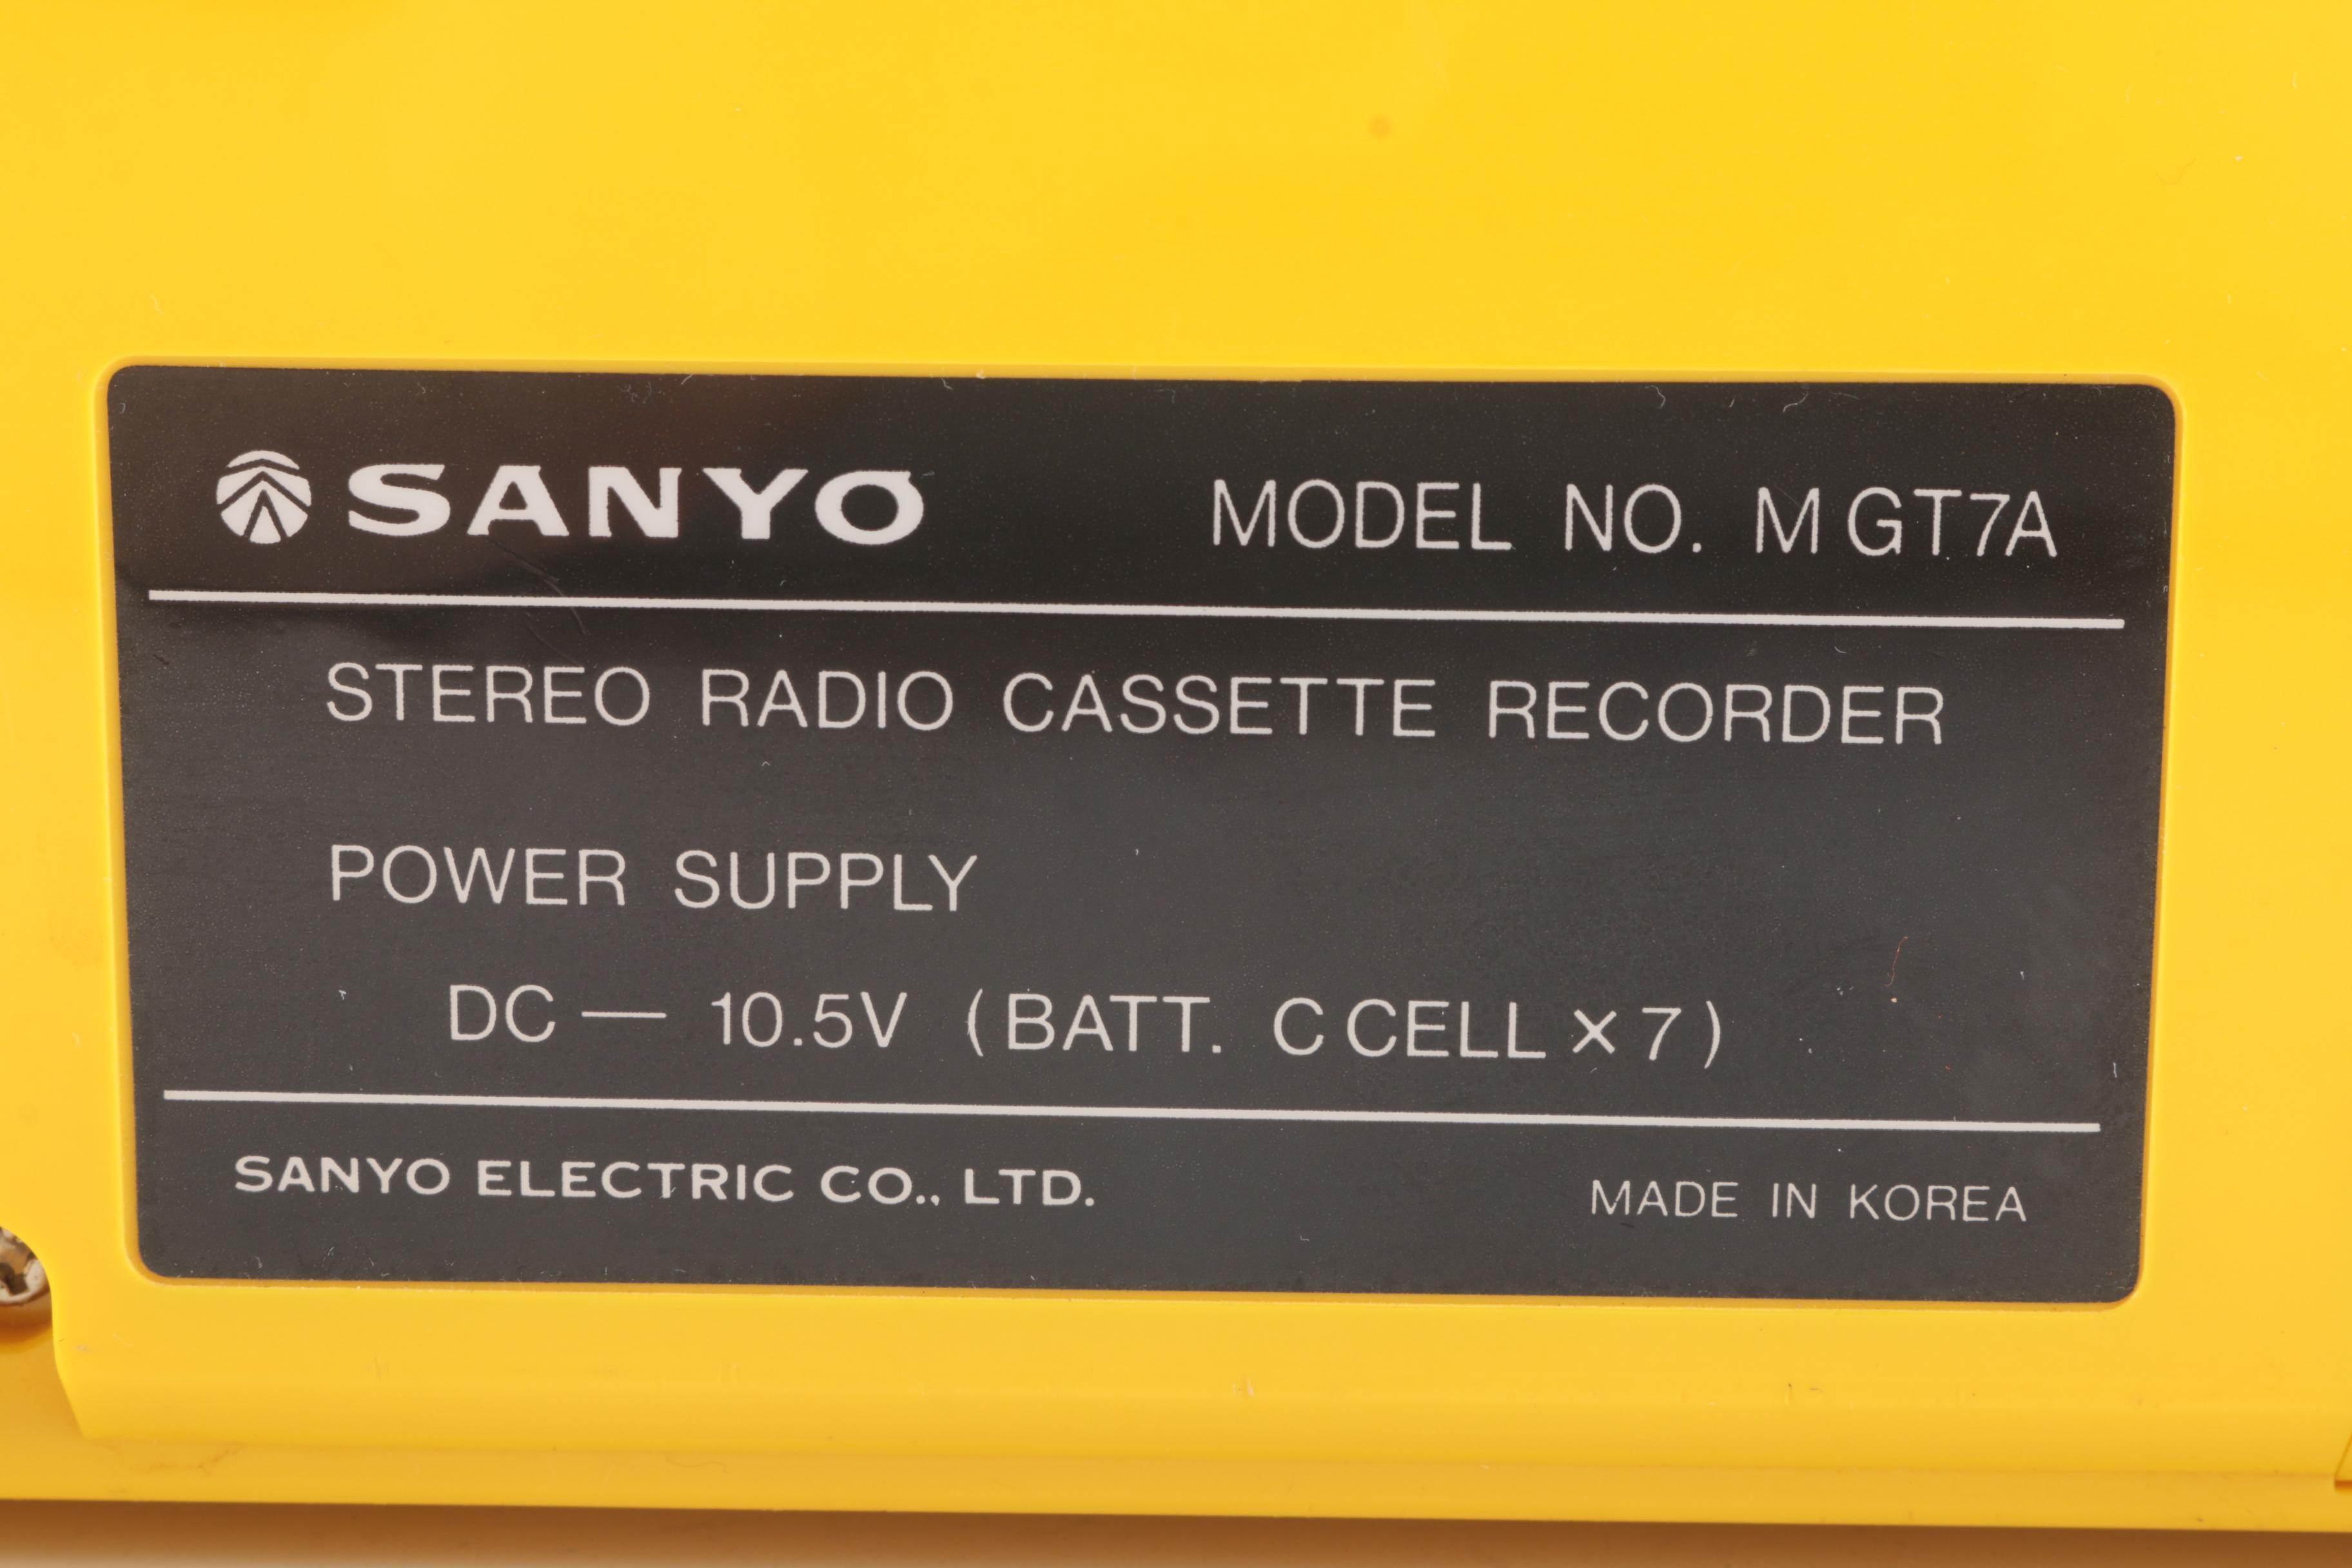 SANYO MODEL NO. MGT7A
STEREO RADIO CASSETTE RECORDER
POWER SUPPLY
DC — 10.5V (BATT. C CELL × 7)
SANYO ELECTRIC CO., LTD. MADE IN KOREA